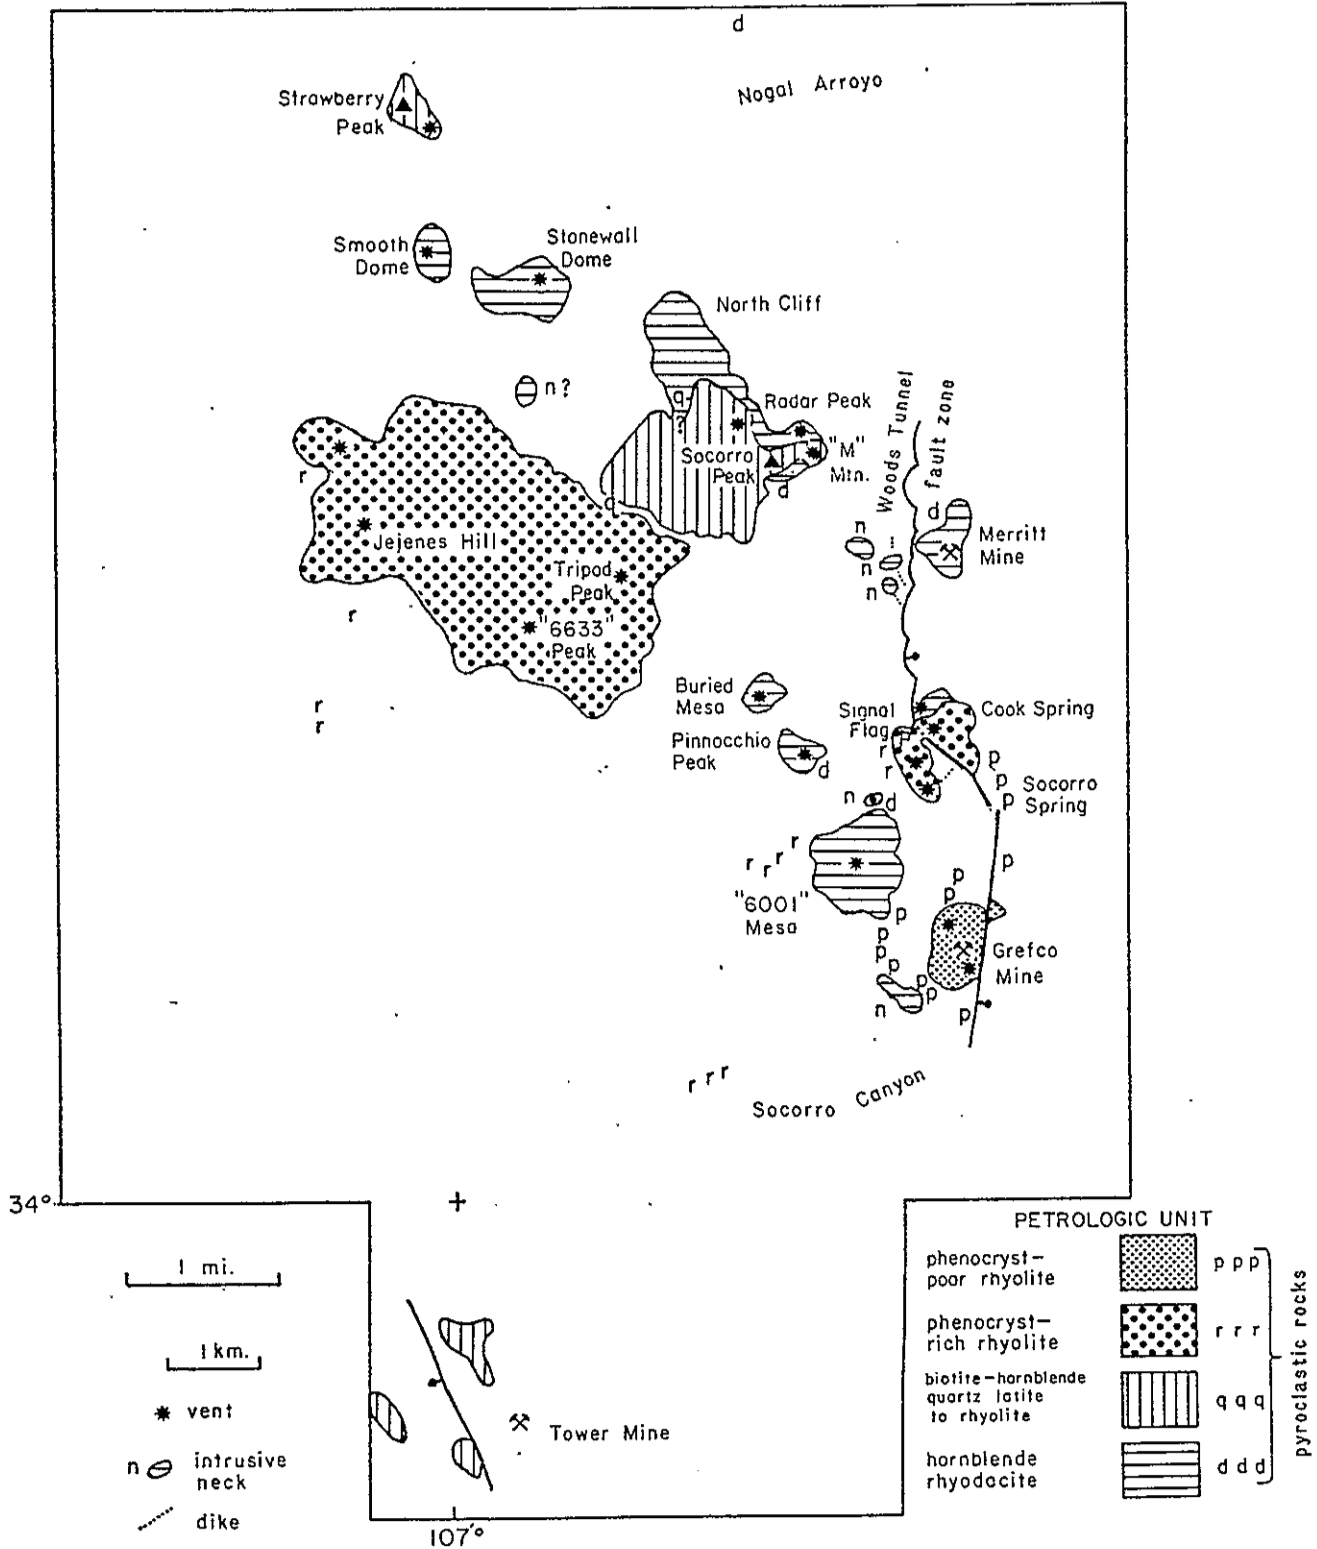 d
Nogal Arroyo
Strawberry
Peak
Smooth
Dome
Stonewall
Dome
North Cliff
n?
q
?
Radar Peak
Socorro
Peak
"M"
Mtn.
d
Woods Tunnel
fault zone
d
r
q
Jejenes Hill
n
n
n
Merritt
Mine
Tripod
Peak
"6633"
Peak
r
r
r
Buried
Mesa
Signal
Flag
Cook Spring
Pinnocchio
Peak
d
P
r
r
p
p
p
Socorro
Spring
n
d
r r r r
p
p
p
"6001"
Mesa
p
p
p
p
Grefco
Mine
p
p
n
p
r r r
Socorro Canyon
34°
1 mi.
1 km.
vent
n
intrusive
neck
dike
Tower Mine
107°
PETROLOGIC UNIT
phenocryst-
poor rhyolite
p p p
phenocryst-
rich rhyolite
r r r
biotite-hornblende
quartz latite
to rhyolite
q q q
hornblende
rhyodacite
d d d
pyroclastic rocks